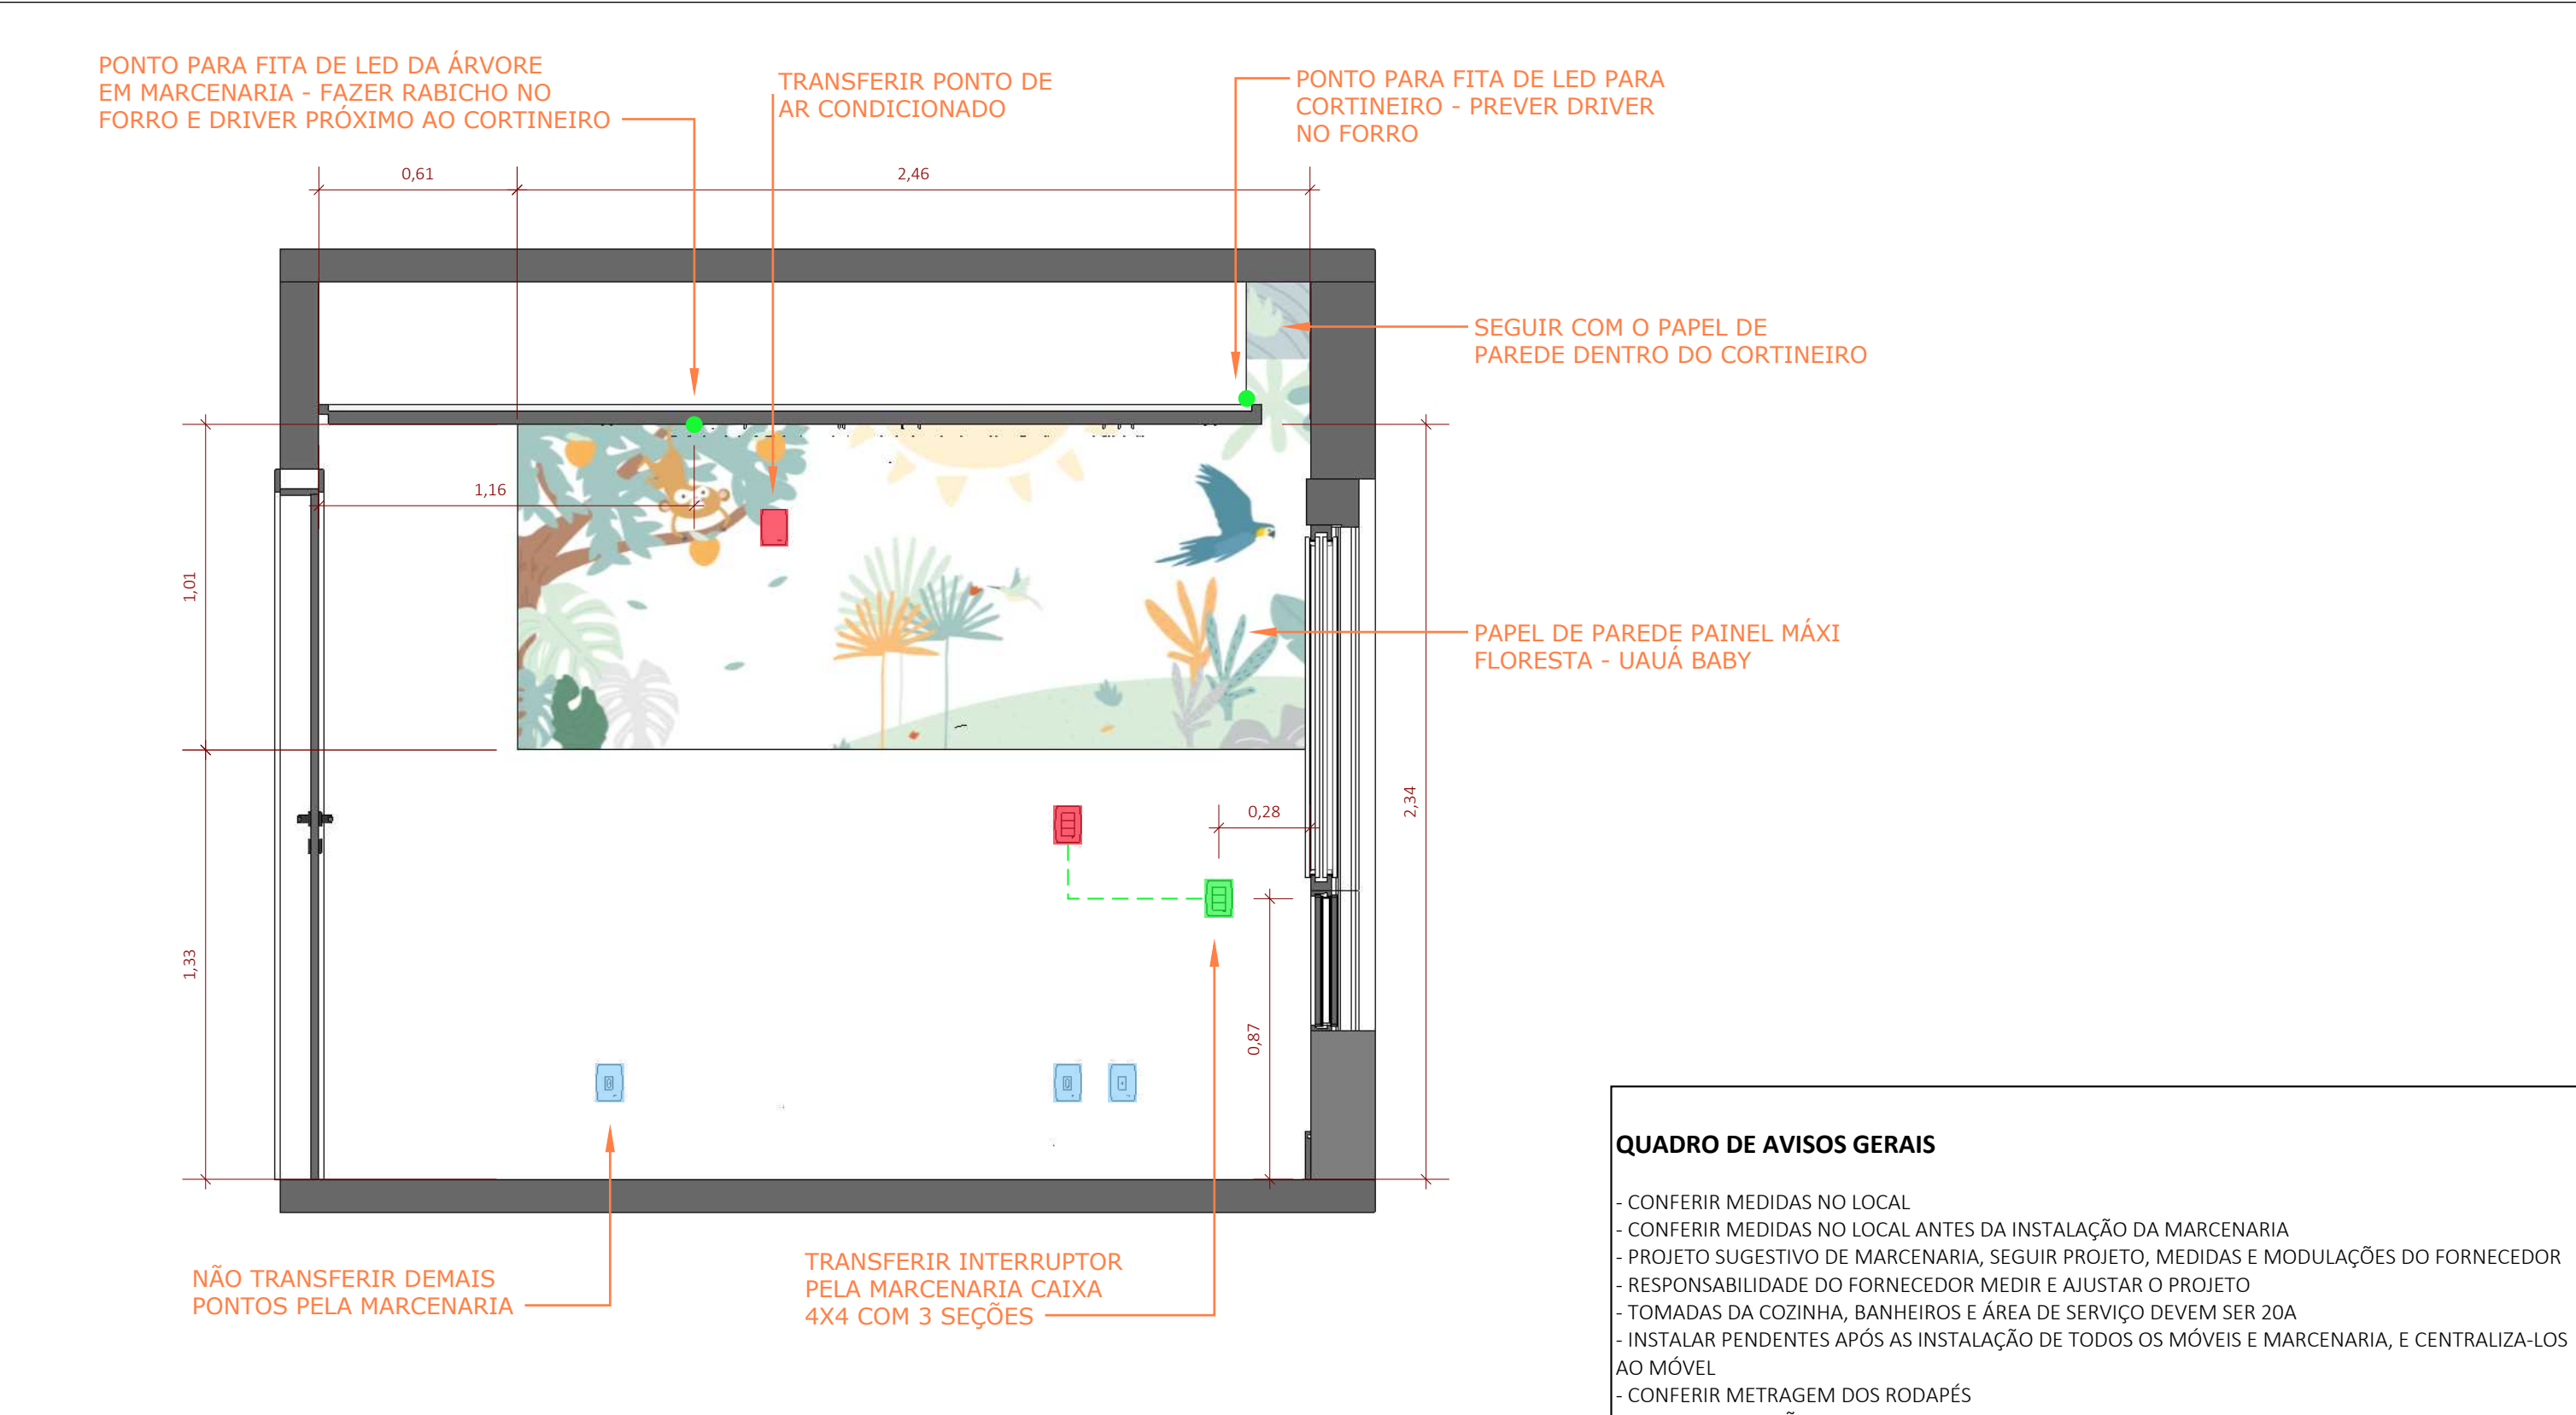 PONTO PARA FITA DE LED DA ÁRVORE
EM MARCENARIA - FAZER RABICHO NO
FORRO E DRIVER PRÓXIMO AO CORTINEIRO
TRANSFERIR PONTO DE
AR CONDICIONADO
PONTO PARA FITA DE LED PARA
CORTINEIRO - PREVER DRIVER
NO FORRO
0,61
2,46
SEGUIR COM O PAPEL DE
PAREDE DENTRO DO CORTINEIRO
1,16
1,01
PAPEL DE PAREDE PAINEL MÁXI
FLORESTA - UAUÁ BABY
0,28
2,34
1,33
0,87
NÃO TRANSFERIR DEMAIS
PONTOS PELA MARCENARIA
TRANSFERIR INTERRUPTOR
PELA MARCENARIA CAIXA
4X4 COM 3 SEÇÕES
QUADRO DE AVISOS GERAIS
- CONFERIR MEDIDAS NO LOCAL
- CONFERIR MEDIDAS NO LOCAL ANTES DA INSTALAÇÃO DA MARCENARIA
- PROJETO SUGESTIVO DE MARCENARIA, SEGUIR PROJETO, MEDIDAS E MODULAÇÕES DO FORNECEDOR
- RESPONSABILIDADE DO FORNECEDOR MEDIR E AJUSTAR O PROJETO
- TOMADAS DA COZINHA, BANHEIROS E ÁREA DE SERVIÇO DEVEM SER 20A
- INSTALAR PENDENTES APÓS AS INSTALAÇÃO DE TODOS OS MÓVEIS E MARCENARIA, E CENTRALIZA-LOS
AO MÓVEL
- CONFERIR METRAGEM DOS RODAPÉS